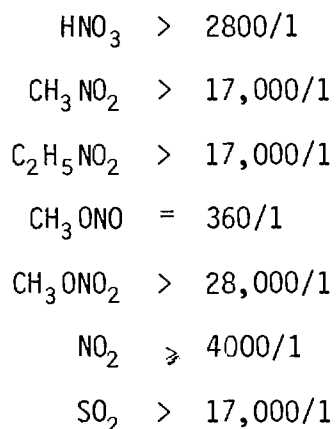 HNO₃ > 2800/1
CH₃NO₂ > 17,000/1
C₂H₅NO₂ > 17,000/1
CH₃ONO = 360/1
CH₃ONO₂ > 28,000/1
NO₂ ⩾ 4000/1
SO₂ > 17,000/1